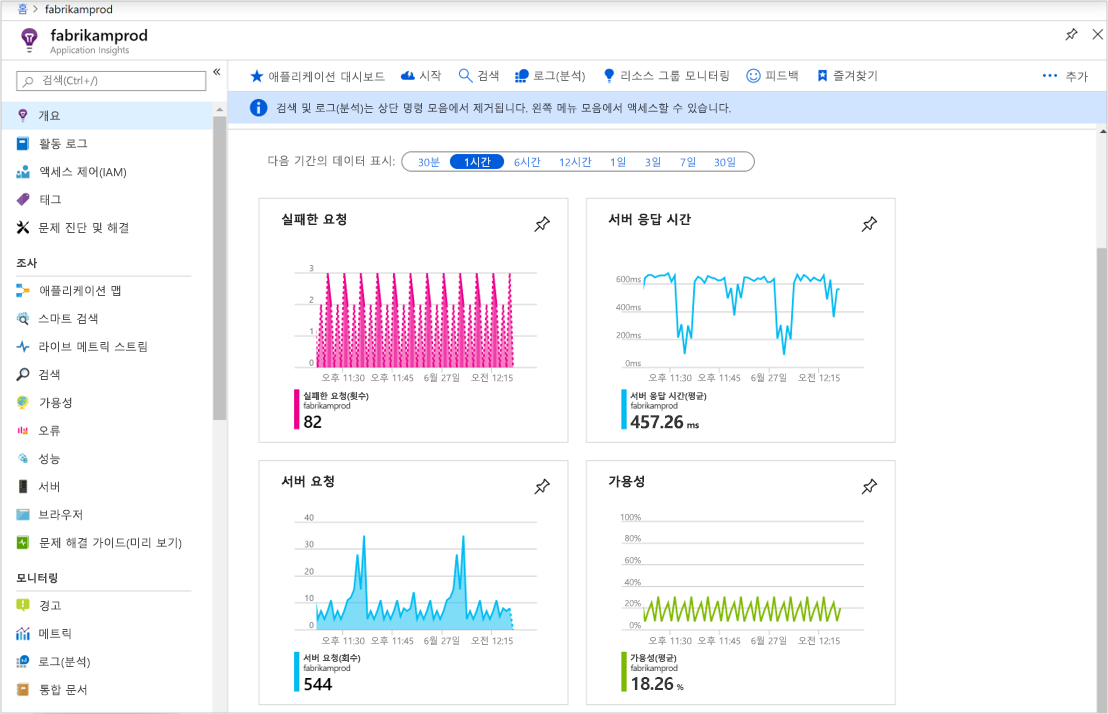 홈 > fabrikamprod
fabrikamprod
Application Insights
검색(Ctrl+/)
«
개요
활동 로그
액세스 제어(IAM)
태그
문제 진단 및 해결
조사
애플리케이션 맵
스마트 검색
라이브 메트릭 스트림
검색
가용성
오류
성능
서버
브라우저
문제 해결 가이드(미리 보기)
모니터링
경고
메트릭
로그(분석)
통합 문서
애플리케이션 대시보드 시작 검색 로그(분석) 리소스 그룹 모니터링 피드백 즐겨찾기 ··· 추가
검색 및 로그(분석)는 상단 명령 모음에서 제거됩니다. 왼쪽 메뉴 모음에서 액세스할 수 있습니다.
다음 기간의 데이터 표시: 30분 1시간 6시간 12시간 1일 3일 7일 30일
실패한 요청
3
2
1
0
오후 11:30 오후 11:45 6월 27일 오전 12:15
실패한 요청(횟수)
fabrikamprod
82
서버 응답 시간
600ms
400ms
200ms
0ms
오후 11:30 오후 11:45 6월 27일 오전 12:15
서버 응답 시간(평균)
fabrikamprod
457.26 ms
서버 요청
40
30
20
10
0
오후 11:30 오후 11:45 6월 27일 오전 12:15
서버 요청(회수)
fabrikamprod
544
가용성
100%
80%
60%
40%
20%
0%
오후 11:30 오후 11:45 6월 27일 오전 12:15
가용성(평균)
fabrikamprod
18.26 %